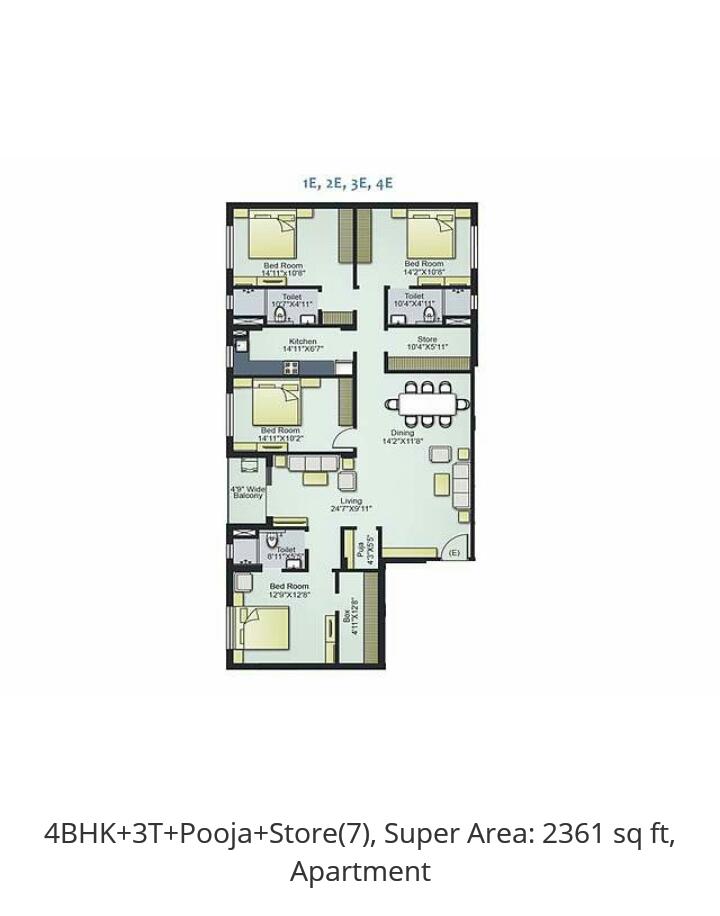 1E, 2E, 3E, 4E
Bed Room
14'11"x10'8"
Bed Room
14'2"X10'8"
Toilet
10'7"X4'11"
Toilet
10'4"X4'11"
Kitchen
14'11"X6'7"
Store
10'4"X5'11"
Bed Room
14'11"X10'2"
Dining
14'2"X11'8"
4'9" Wide
Balcony
Living
24'7"X9'11"
Toilet
8'11"X5'5"
Puja
4'3"X5'5"
(E)
Bed Room
12'9"X12'8"
Box
4'11"X12'8"
4BHK+3T+Pooja+Store(7), Super Area: 2361 sq ft,
Apartment